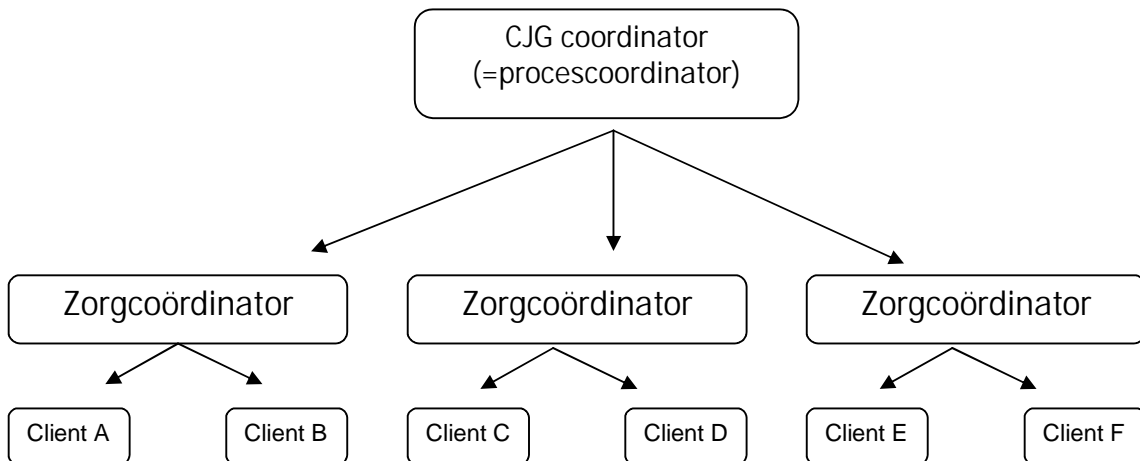 CJG coordinator
(=procescoordinator)
Zorgcoördinator
Zorgcoördinator
Zorgcoördinator
Client A
Client B
Client C
Client D
Client E
Client F